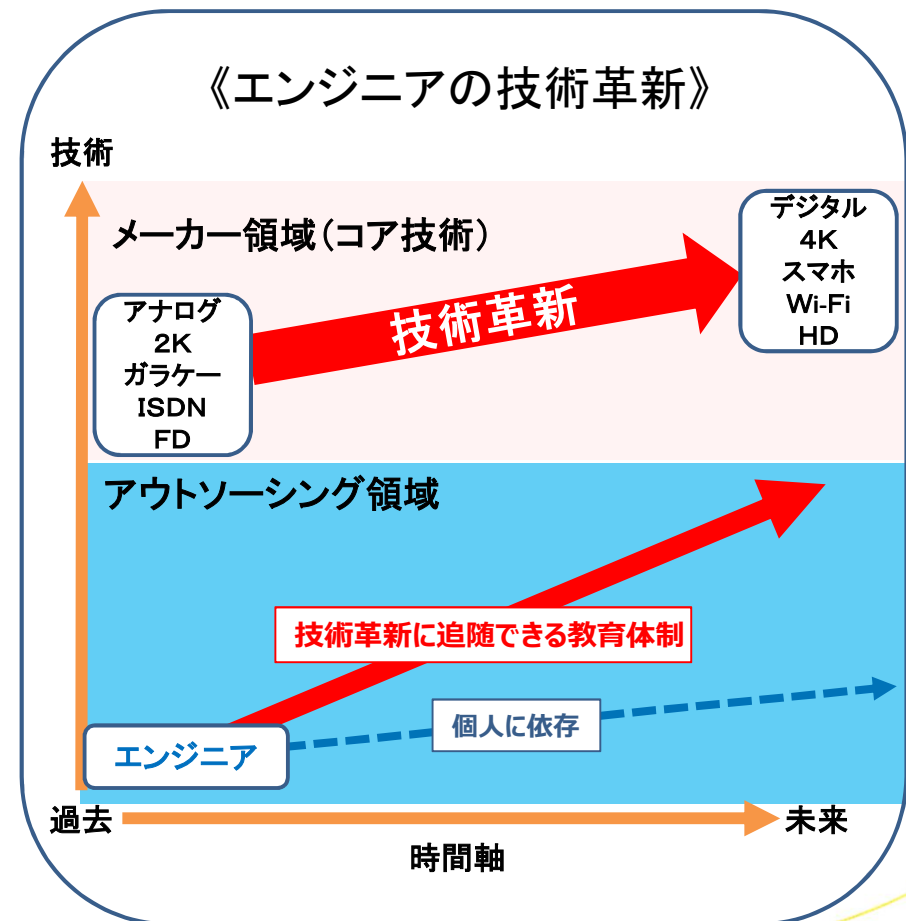 《エンジニアの技術革新》
技術
メーカー領域(コア技術)
デジタル
4K
スマホ
Wi-Fi
HD
技術革新
アナログ
2K
ガラケー
ISDN
FD
アウトソーシング領域
技術革新に追随できる教育体制
個人に依存
エンジニア
過去
未来
時間軸